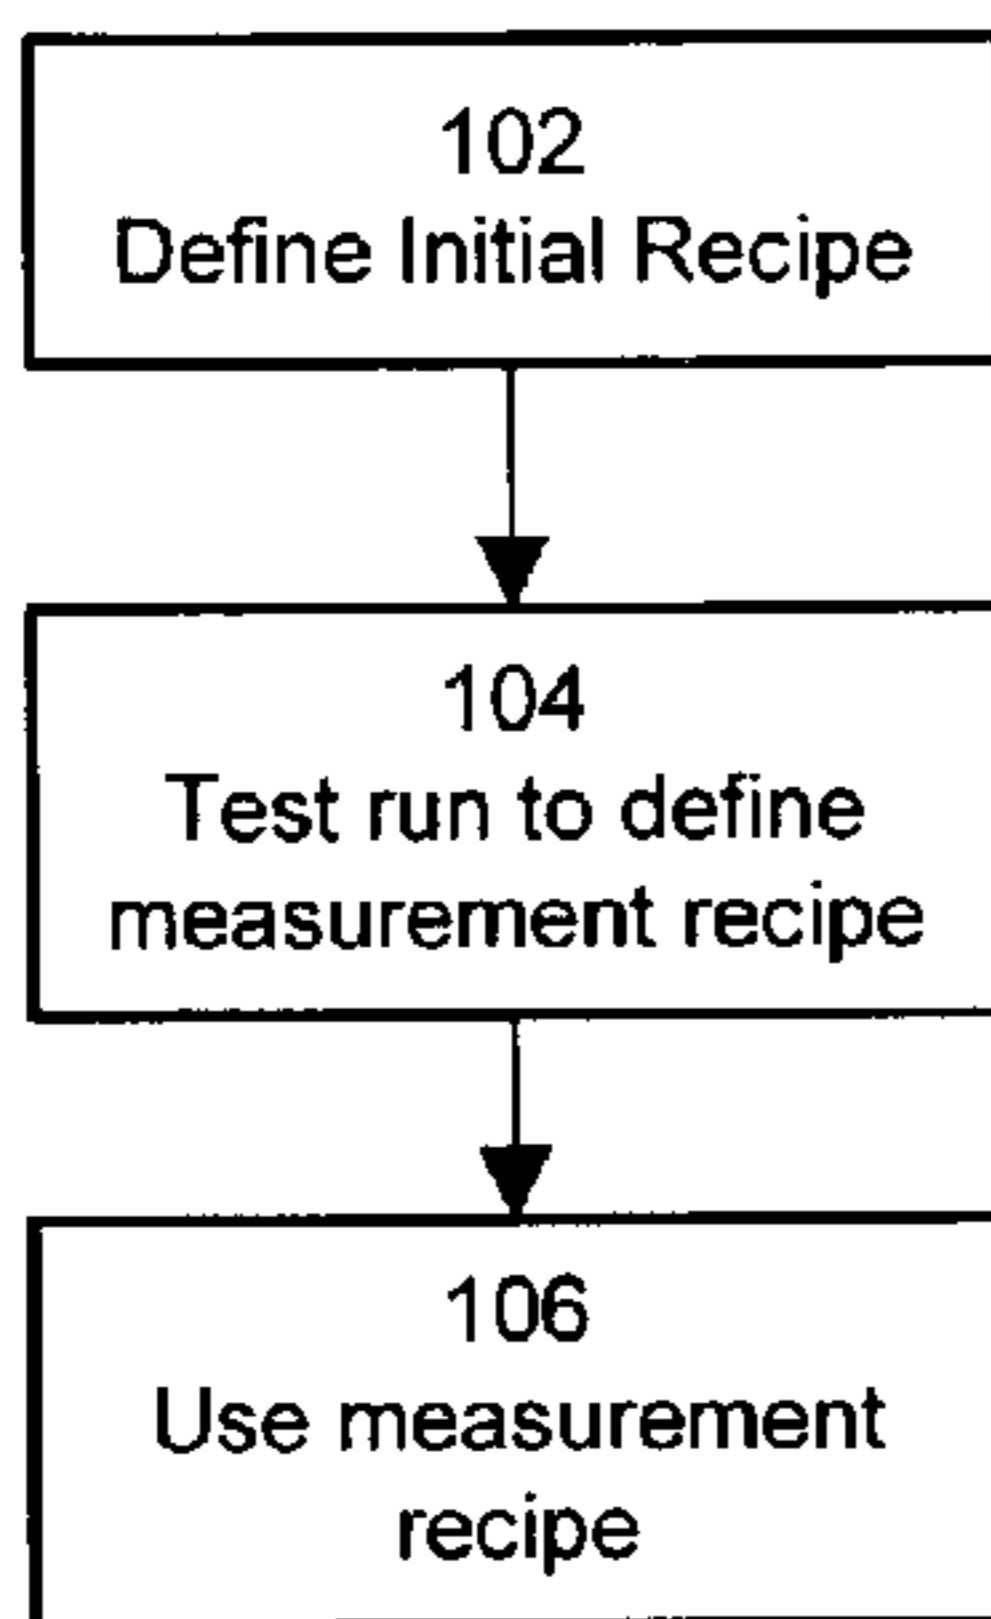 102
Define Initial Recipe
104
Test run to define
measurement recipe
106
Use measurement
recipe